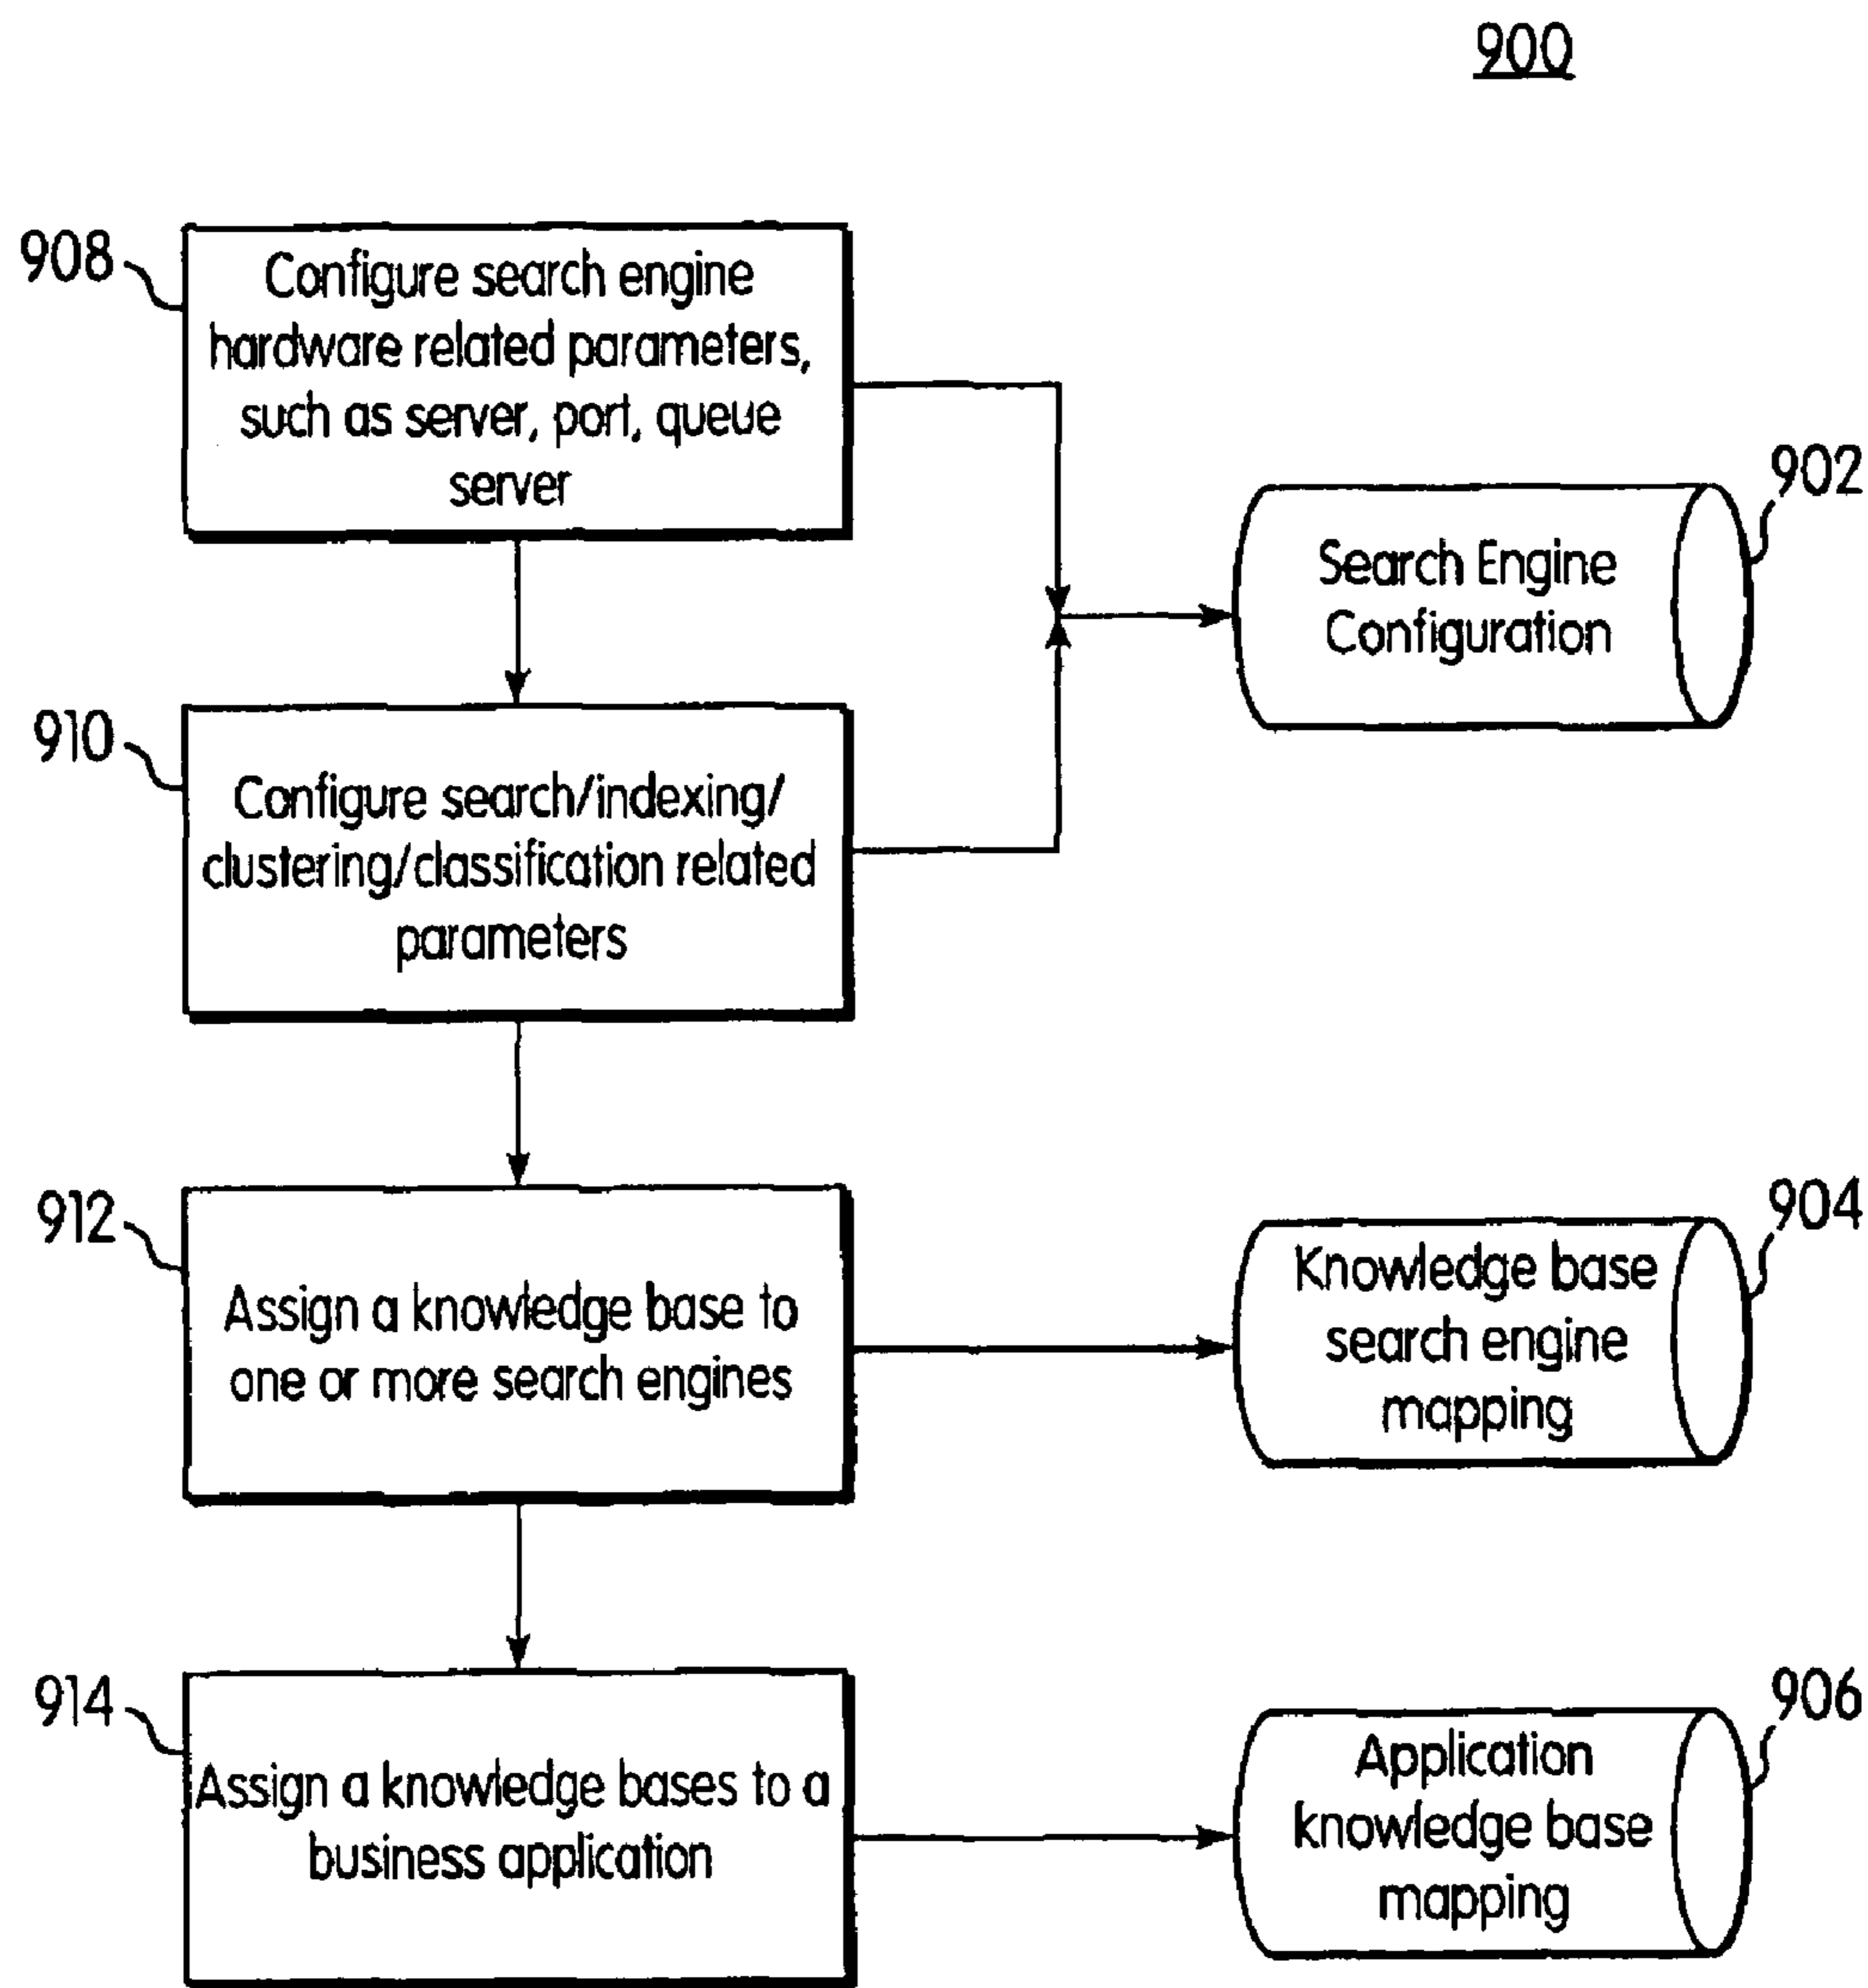 900
908
Configure search engine
hardware related parameters,
such as server, port, queue
server
902
Search Engine
Configuration
910
Configure search/indexing/
clustering/classification related
parameters
912
Assign a knowledge base to
one or more search engines
904
Knowledge base
search engine
mapping
914
Assign a knowledge bases to a
business application
906
Application
knowledge base
mapping